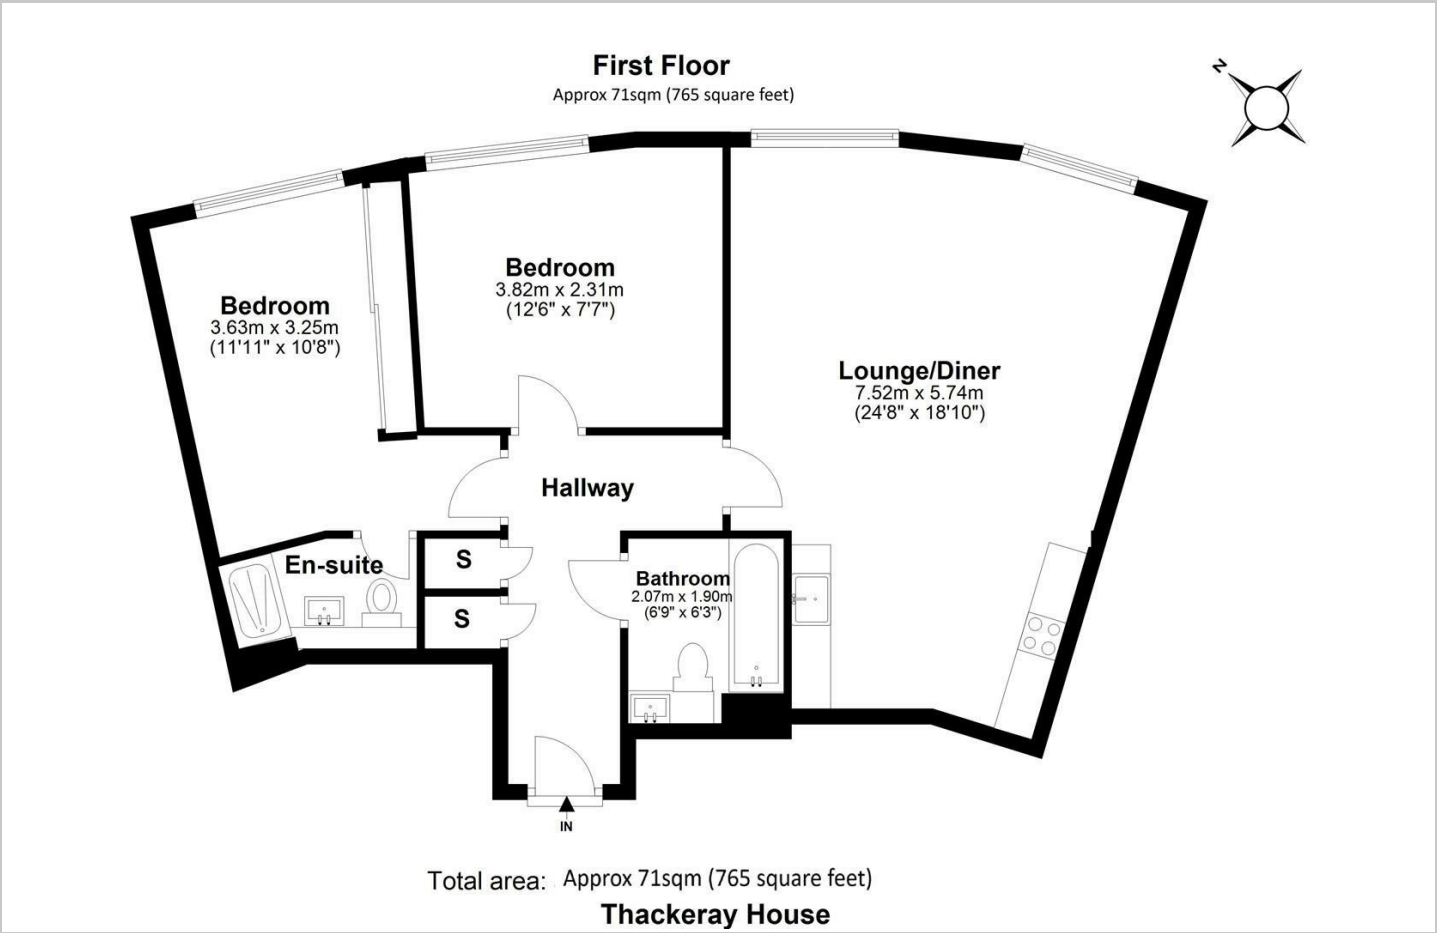 First Floor
Approx 71sqm (765 square feet)
N
Bedroom
3.82m x 2.31m
(12'6" x 7'7")
Bedroom
3.63m x 3.25m
(11'11" x 10'8")
Lounge/Diner
7.52m x 5.74m
(24'8" x 18'10")
Hallway
En-suite
S
S
Bathroom
2.07m x 1.90m
(6'9" x 6'3")
IN
Total area: Approx 71sqm (765 square feet)
Thackeray House